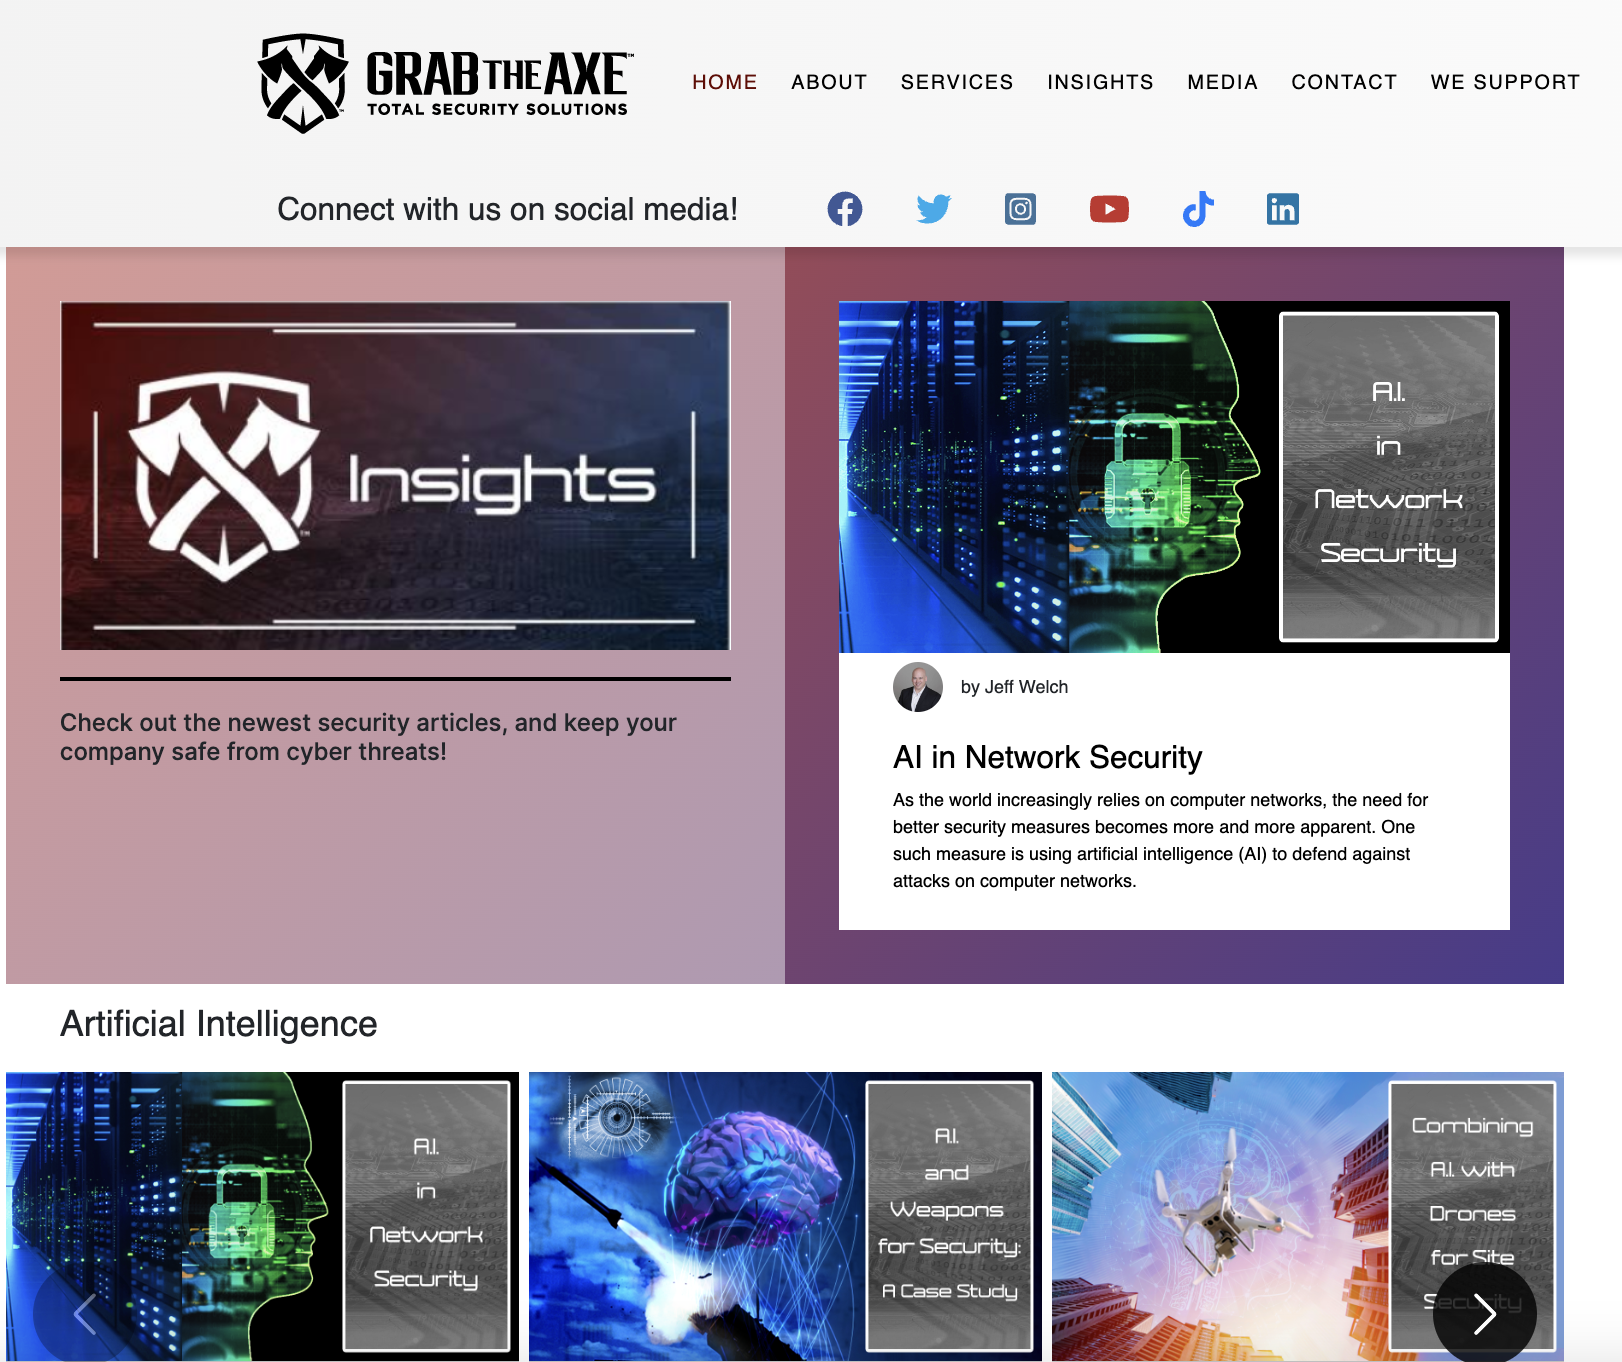 GRAB THE AXE™
TOTAL SECURITY SOLUTIONS
HOME ABOUT SERVICES INSIGHTS MEDIA CONTACT WE SUPPORT
Connect with us on social media!
Insights
Check out the newest security articles, and keep your
company safe from cyber threats!
A.I.
in
Network
Security
by Jeff Welch
AI in Network Security
As the world increasingly relies on computer networks, the need for
better security measures becomes more and more apparent. One
such measure is using artificial intelligence (AI) to defend against
attacks on computer networks.
Artificial Intelligence
A.I.
in
Network
Security
A.I.
and
Weapons
for Security:
A Case Study
Combining
A.I. with
Drones
for Site
Security